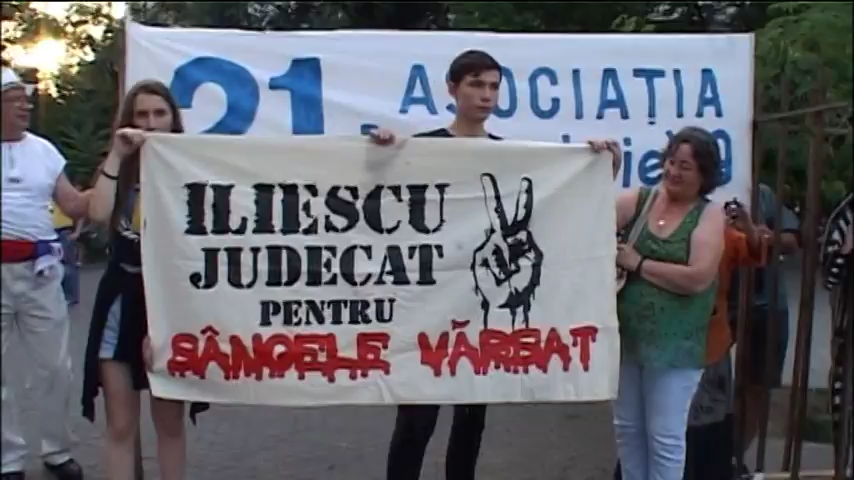 21
ASOCIAȚIA
ILIESCU
JUDECAT
PENTRU
SÂNGELE VĂRSAT